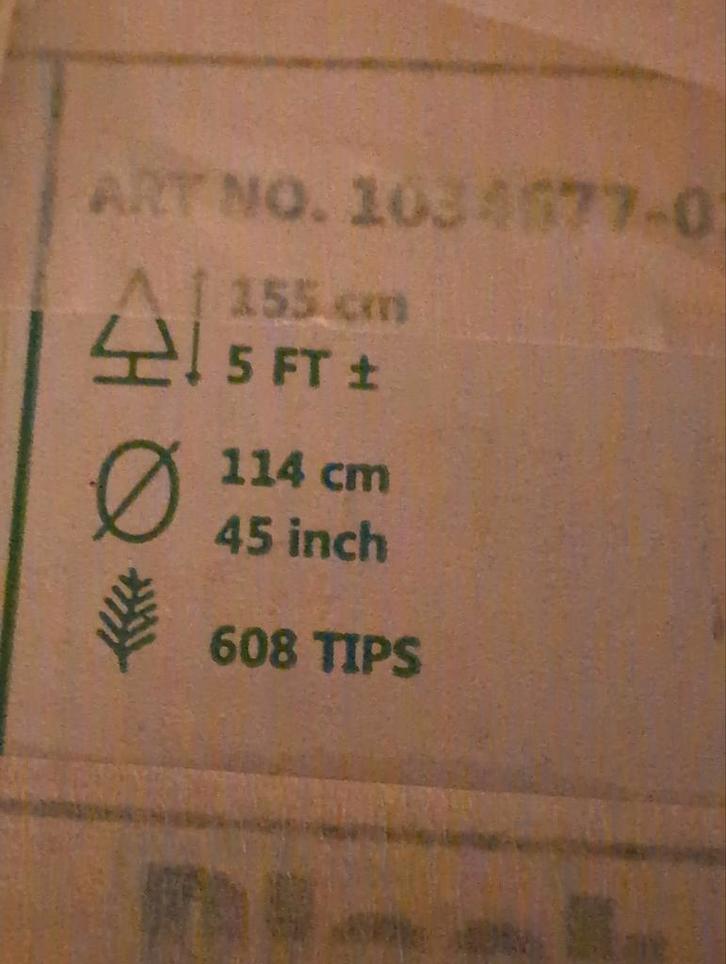 ART NO.
155 cm
5 FT ±
114 cm
45 inch
608 TIPS